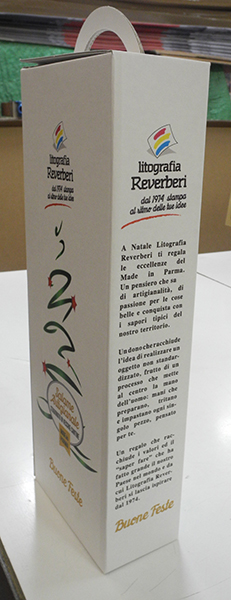 litografia
Reverberi
dal 1974 stampa
al ritmo delle tue idee
Buone Feste
litografia
Reverberi
dal 1974 stampa
al ritmo delle tue idee
A Natale Litografia
Reverberi ti regala
le eccellenze del
Made in Parma.
Un pensiero che sa
di artigianalità, di
passione per le cose
belle e conquista con
i sapori tipici del
nostro territorio.
Un dono che racchiude
l'idea di realizzare un
oggetto non standar-
dizzato, frutto di un
processo che mette
al centro la mano
dell'uomo: mani che
preparano, tritano
e impastano ogni sin-
golo pezzo, pensato
per te.
Un regalo che rac-
chiude i valori ed il
"saper fare" che ha
fatto grande il nostro
Paese nel mondo e da
cui Litografia Rever-
beri si lascia ispirare
dal 1974.
Buone Feste